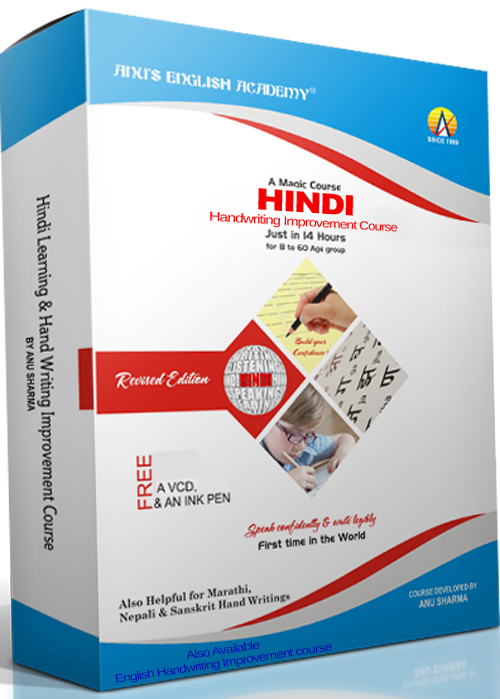 ANU'S ENGLISH ACADEMY®
SINCE 1989
A Magic Course
HINDI
Handwriting Improvement Course
Just in 14 Hours
for 8 to 60 Age group
Build your
Confidence!
Revised Edition
LISTENING
HINDI
SPEAKING
READING
FREE
A VCD,
& AN INK PEN
Speak confidently & write legibly
First time in the World
Also Helpful for Marathi,
Nepali & Sanskrit Hand Writings
COURSE DEVELOPED BY
ANU SHARMA
Also Available
English Handwriting Improvement course
Hindi Learning & Hand Writing Improvement Course
BY ANU SHARMA